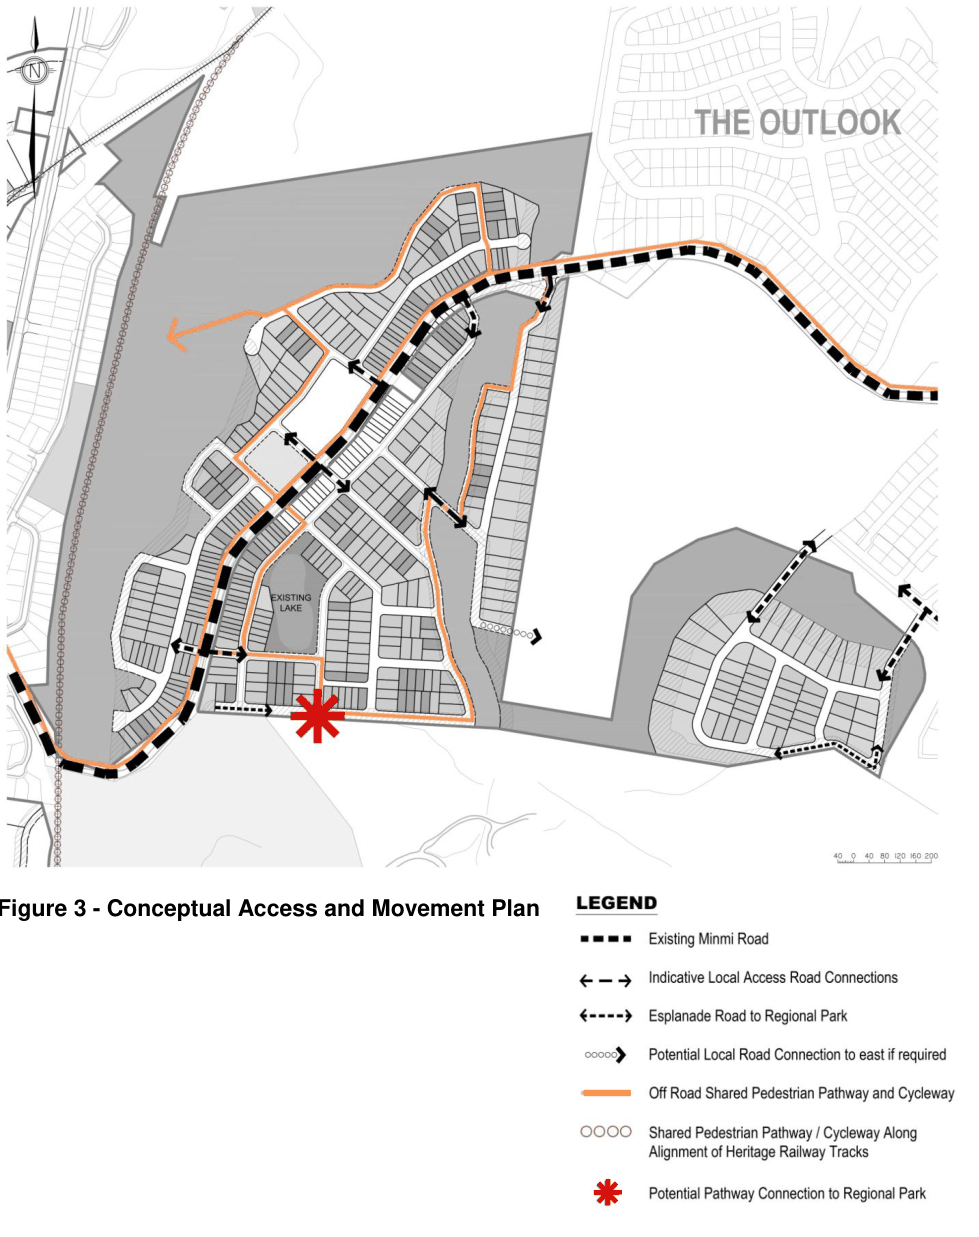 N
THE OUTLOOK
EXISTING
LAKE
40 0 40 80 120 160 200
Figure 3 - Conceptual Access and Movement Plan
LEGEND
Existing Minmi Road
Indicative Local Access Road Connections
Esplanade Road to Regional Park
Potential Local Road Connection to east if required
Off Road Shared Pedestrian Pathway and Cycleway
Shared Pedestrian Pathway / Cycleway Along
Alignment of Heritage Railway Tracks
Potential Pathway Connection to Regional Park